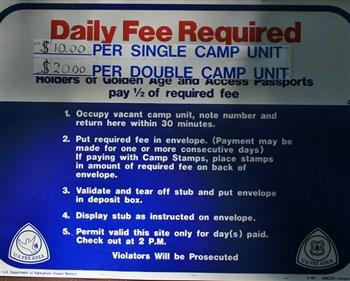 Daily Fee Required
$10.00 PER SINGLE CAMP UNIT
$20.00 PER DOUBLE CAMP UNIT
Holders of Golden Age and Access Passports
pay ½ of required fee
1. Occupy vacant camp unit, note number and
return here within 30 minutes.
2. Put required fee in envelope. (Payment may be
made for one or more consecutive days)
If paying with Camp Stamps, place stamps
in amount of required fee on back of
envelope.
3. Validate and tear off stub and put envelope
in deposit box.
4. Display stub as instructed on envelope.
5. Permit valid this site only for day(s) paid.
Check out at 2 P.M.
Violators Will be Prosecuted
U.S. FEE AREA
U.S. FEE AREA
U.S. Department of Agriculture-Forest Service